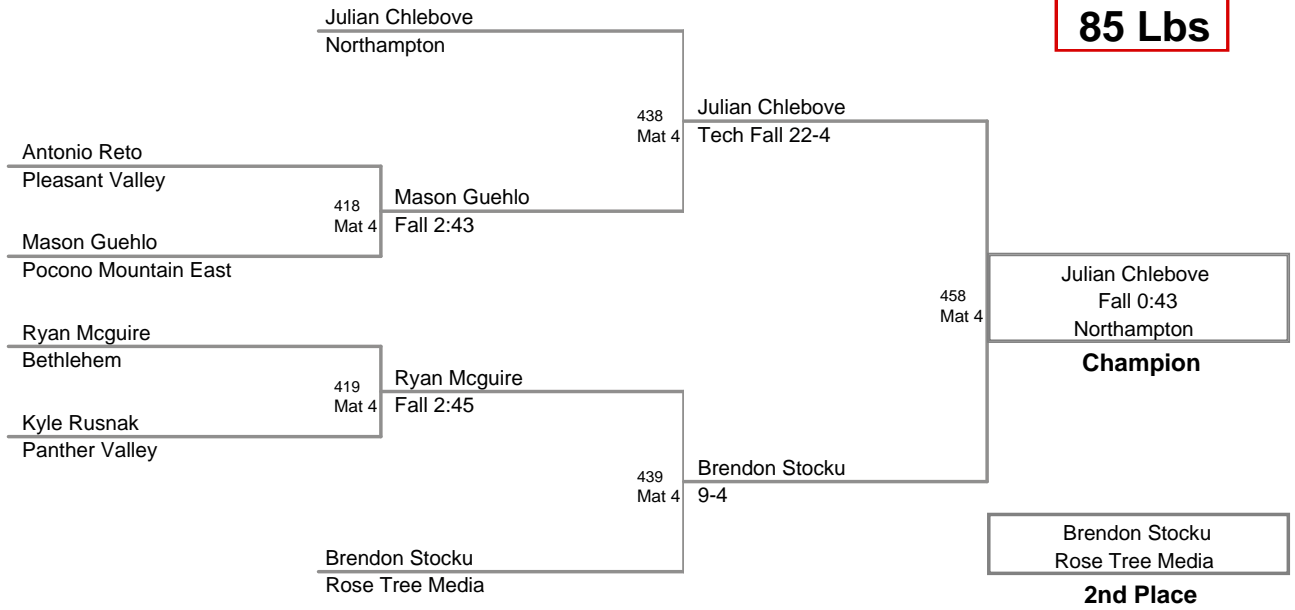 Julian Chlebove
Northampton
85 Lbs
438
Mat 4
Julian Chlebove
Tech Fall 22-4
Antonio Reto
Pleasant Valley
418
Mat 4
Mason Guehlo
Fall 2:43
Mason Guehlo
Pocono Mountain East
458
Mat 4
Julian Chlebove
Fall 0:43
Northampton
Champion
Ryan Mcguire
Bethlehem
419
Mat 4
Ryan Mcguire
Fall 2:45
Kyle Rusnak
Panther Valley
439
Mat 4
Brendon Stocku
9-4
Brendon Stocku
Rose Tree Media
Brendon Stocku
Rose Tree Media
2nd Place